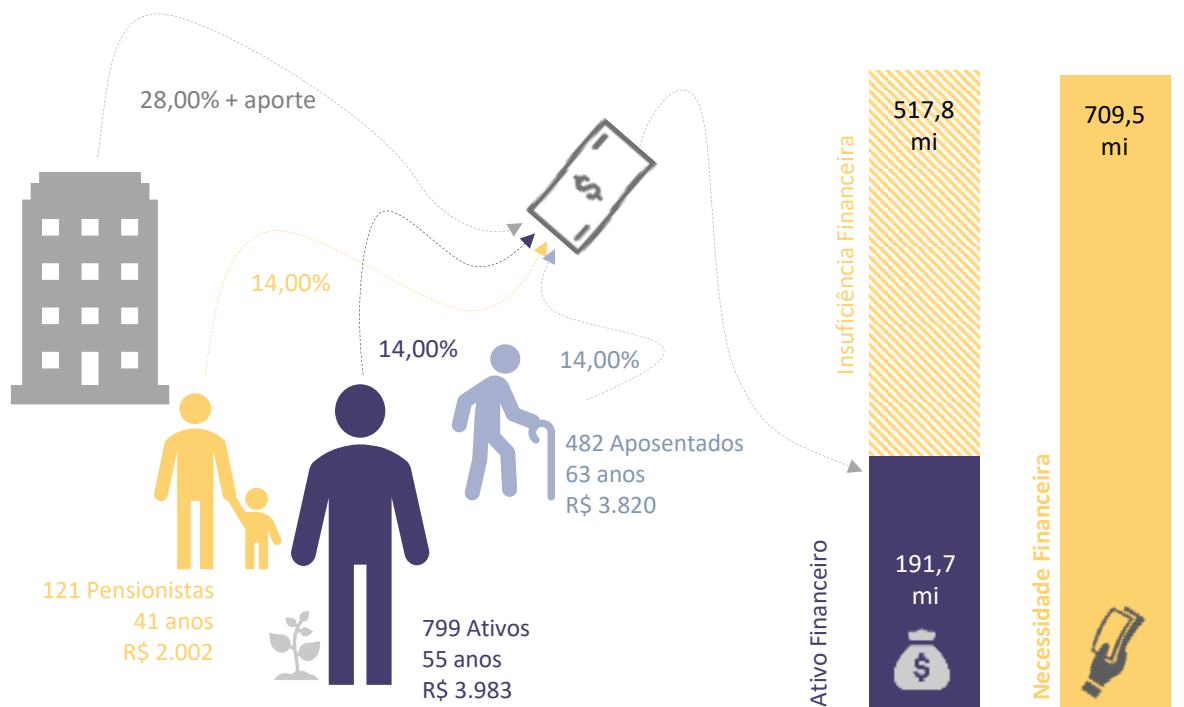 28,00% + aporte
14,00%
14,00%
14,00%
482 Aposentados
63 anos
R$ 3.820
121 Pensionistas
41 anos
R$ 2.002
799 Ativos
55 anos
R$ 3.983
Insuficiência Financeira
517,8
mi
Ativo Financeiro
191,7
mi
$
$
Necessidade Financeira
709,5
mi